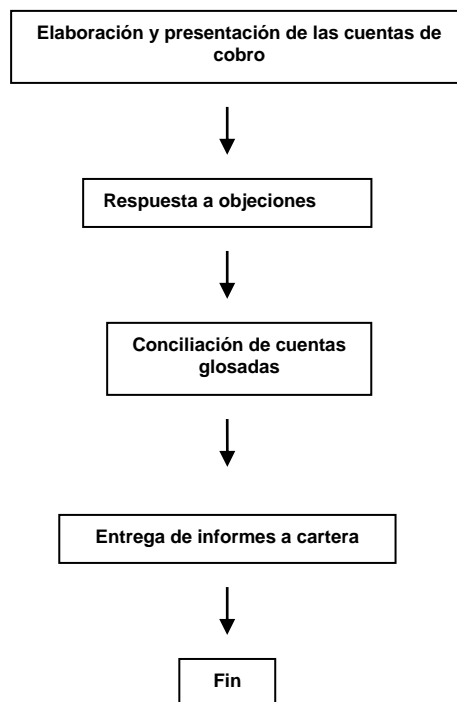 Elaboración y presentación de las cuentas de
cobro
Respuesta a objeciones
Conciliación de cuentas
glosadas
Entrega de informes a cartera
Fin